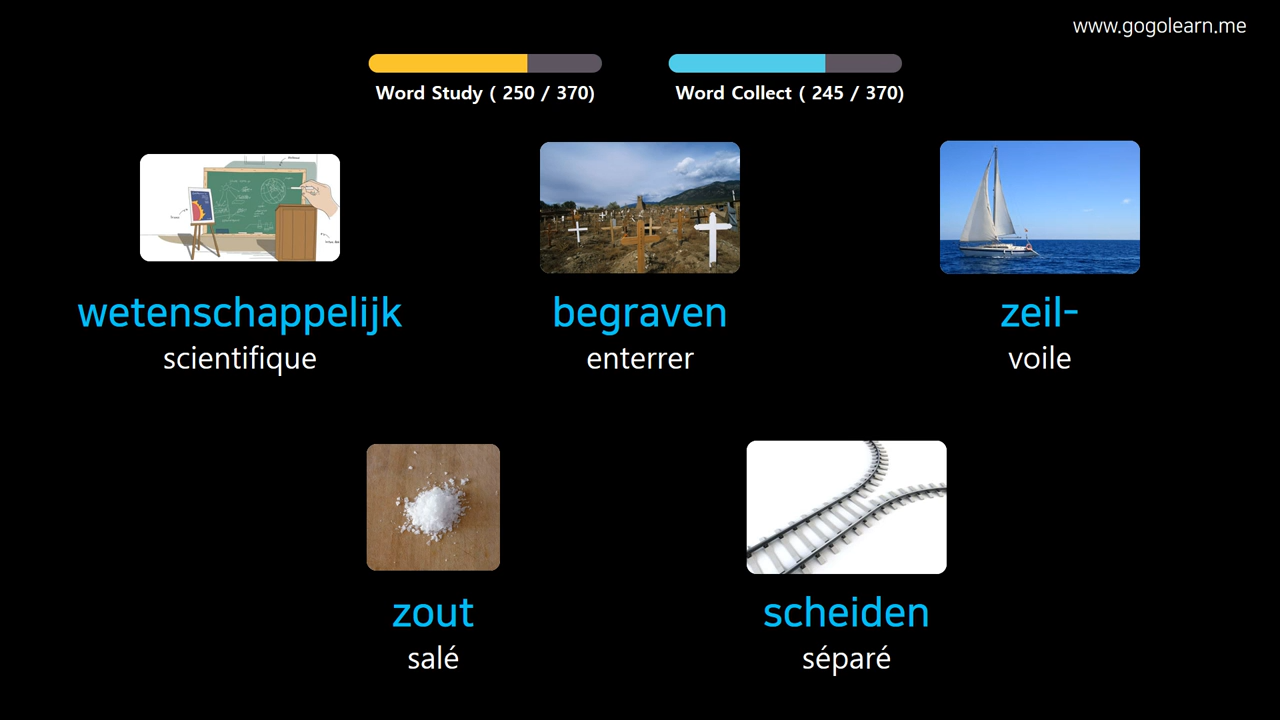 www.gogolearn.me
Word Study ( 250 / 370)
Word Collect ( 245 / 370)
wetenschappelijk
scientifique
begraven
enterrer
zeil-
voile
zout
salé
scheiden
séparé